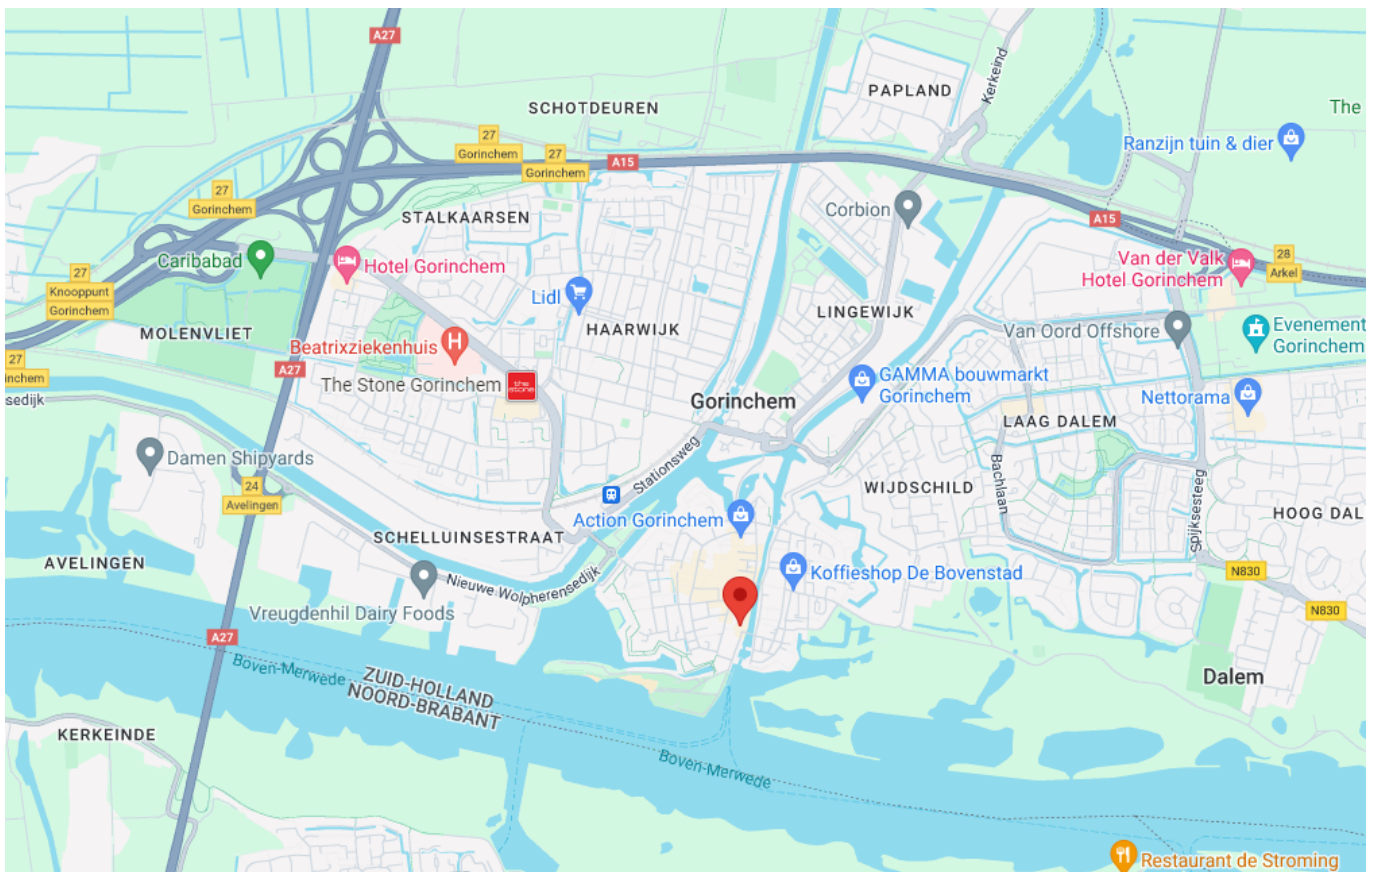 A27
SCHOTDEUREN
PAPLAND
Kerkeind
The
27
Gorinchem
27
Gorinchem
A15
Ranzijn tuin & dier
27
Gorinchem
STALKAARSEN
Corbion
A15
Caribabad
Hotel Gorinchem
Van der Valk
Hotel Gorinchem
28
Arkel
27
Knooppunt
Gorinchem
Lidl
MOLENVLIET
HAARWIJK
LINGEWIJK
Van Oord Offshore
Evenement
Gorinchem
Beatrixziekenhuis
H
27
inchem
A27
The Stone Gorinchem
the
stone
GAMMA bouwmarkt
Gorinchem
Nettorama
sedijk
Gorinchem
LAAG DALEM
Damen Shipyards
Stationsweg
Bachlaan
24
Avelingen
WIJDSCHILD
Spijksesteeg
HOOG DAL
Action Gorinchem
SCHELLUINSESTRAAT
AVELINGEN
Nieuwe Wolpherensedijk
Koffieshop De Bovenstad
N830
Vreugdenhil Dairy Foods
N830
A27
Boven-Merwede
ZUID-HOLLAND
NOORD-BRABANT
Dalem
KERKEINDE
Boven-Merwede
Restaurant de Stroming